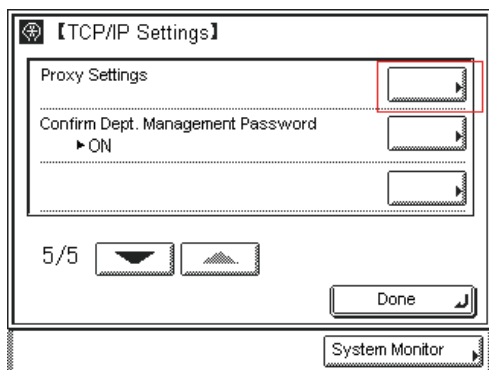 【TCP/IP Settings】
Proxy Settings
Confirm Dept. Management Password
►ON
5/5
Done
System Monitor